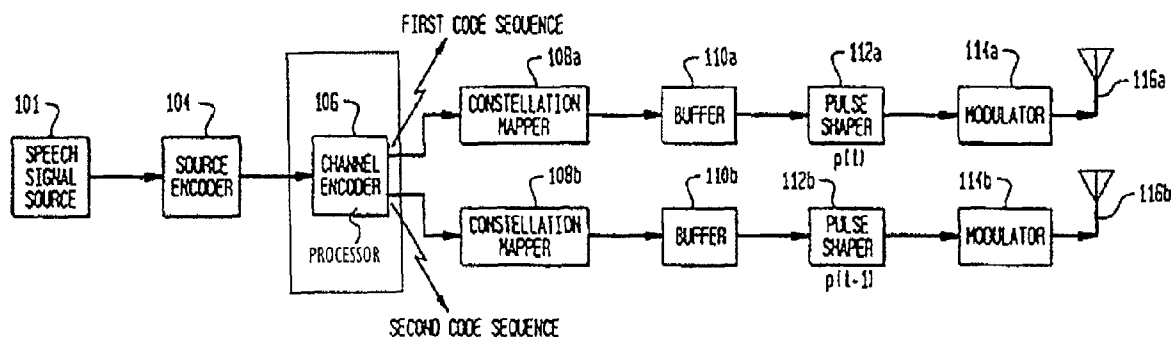 FIRST CODE SEQUENCE
101
SPEECH
SIGNAL
SOURCE
104
SOURCE
ENCODER
106
CHANNEL
ENCODER
PROCESSOR
SECOND CODE SEQUENCE
108a
CONSTELLATION
MAPPER
110a
BUFFER
112a
PULSE
SHAPER
p(t)
114a
MODULATOR
116a
108b
CONSTELLATION
MAPPER
110b
BUFFER
112b
PULSE
SHAPER
p(t-1)
114b
MODULATOR
116b